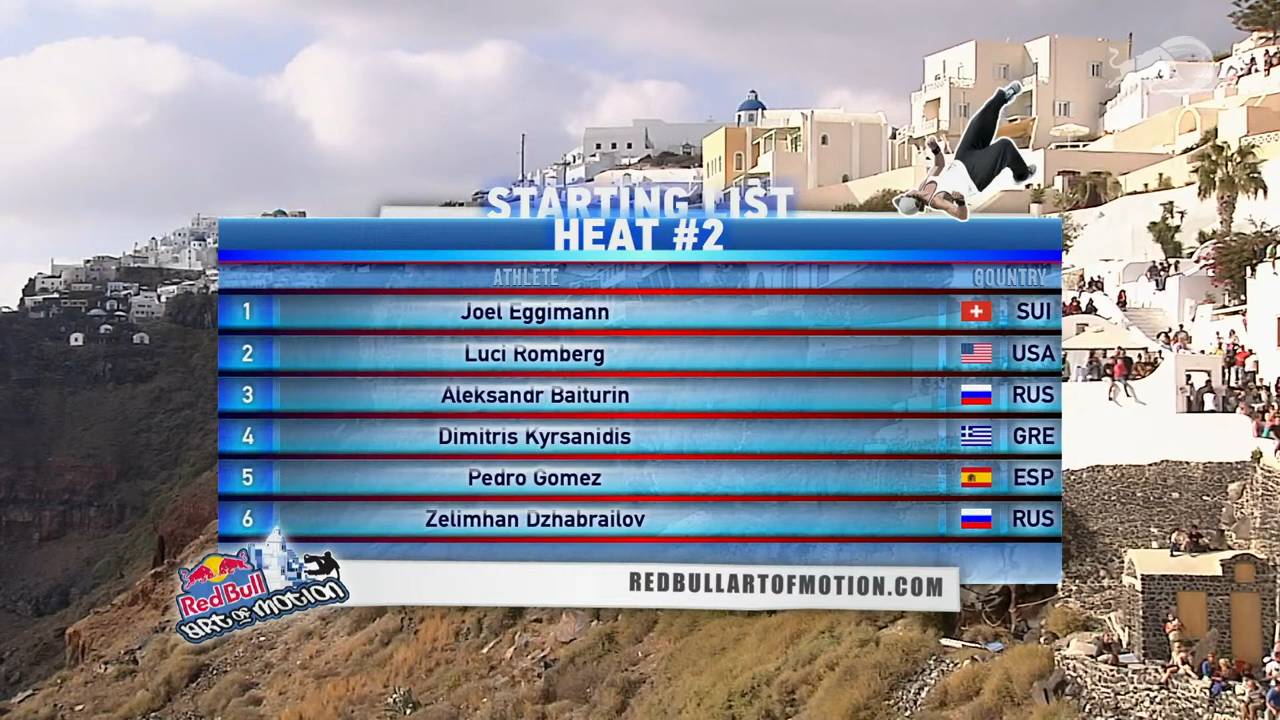 STARTING LIST
HEAT #2
ATHLETE COUNTRY
1 Joel Eggimann SUI
2 Luci Romberg USA
3 Aleksandr Baiturin RUS
4 Dimitris Kyrsanidis GRE
5 Pedro Gomez ESP
6 Zelimhan Dzhabrailov RUS
Red Bull
ART OF MOTION
REDBULLARTOFMOTION.COM